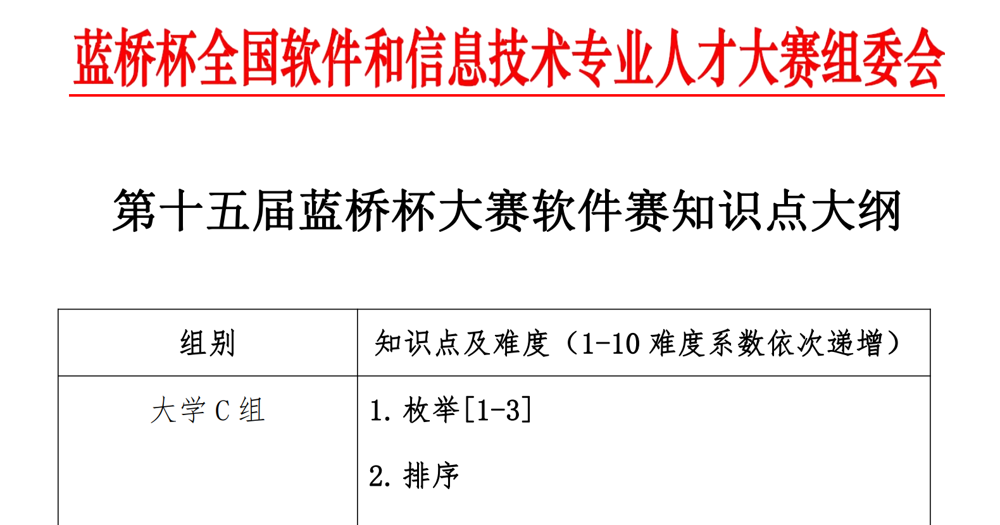 蓝桥杯全国软件和信息技术专业人才大赛组委会
第十五届蓝桥杯大赛软件赛知识点大纲
组别
知识点及难度（1-10 难度系数依次递增）
大学 C 组
1. 枚举[1-3]
2. 排序